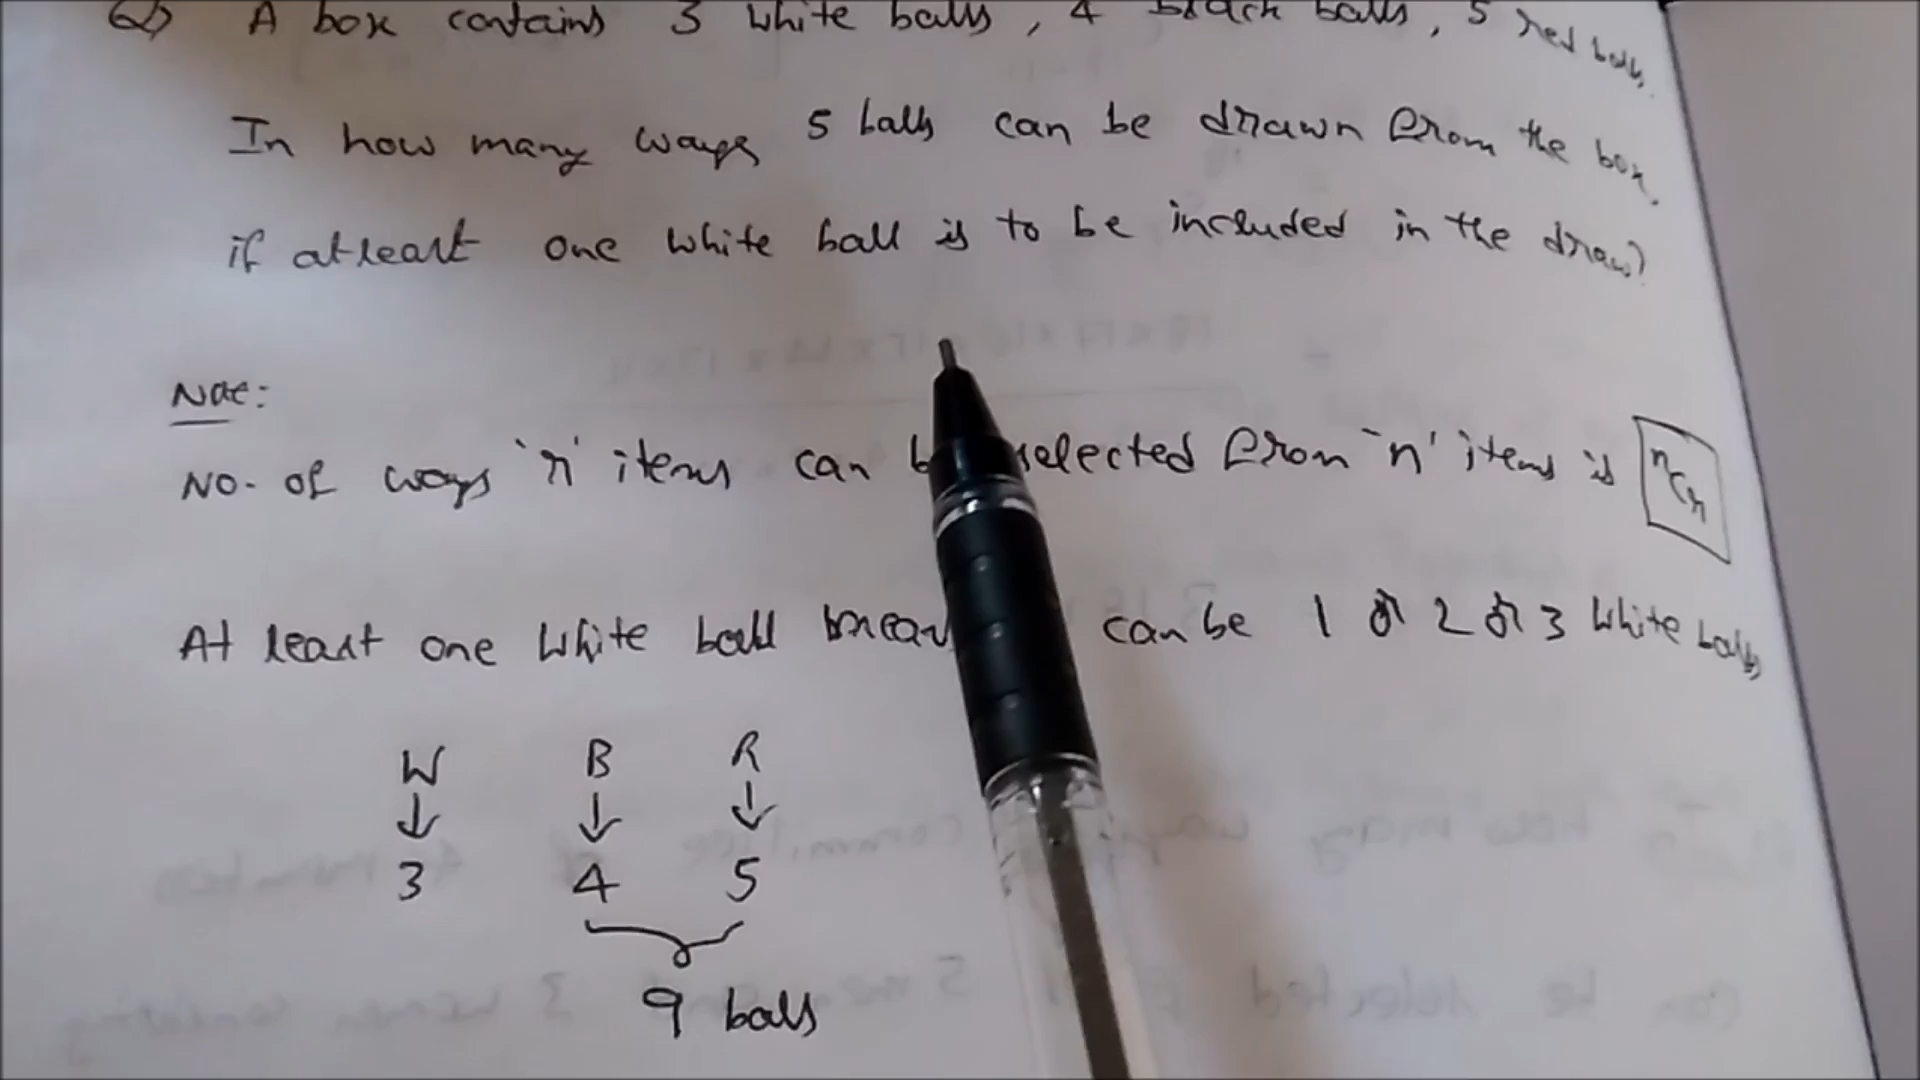 Q) A box contains 3 white balls, 4 black balls, 5 red balls.
In how many ways 5 balls can be drawn from the box.
if atleast one white ball is to be included in the draw?
Note:
No. of ways 'r' items can be selected from 'n' items is nCr
At least one white ball means can be 1 or 2 or 3 white balls
W B R
3 4 5
9 balls